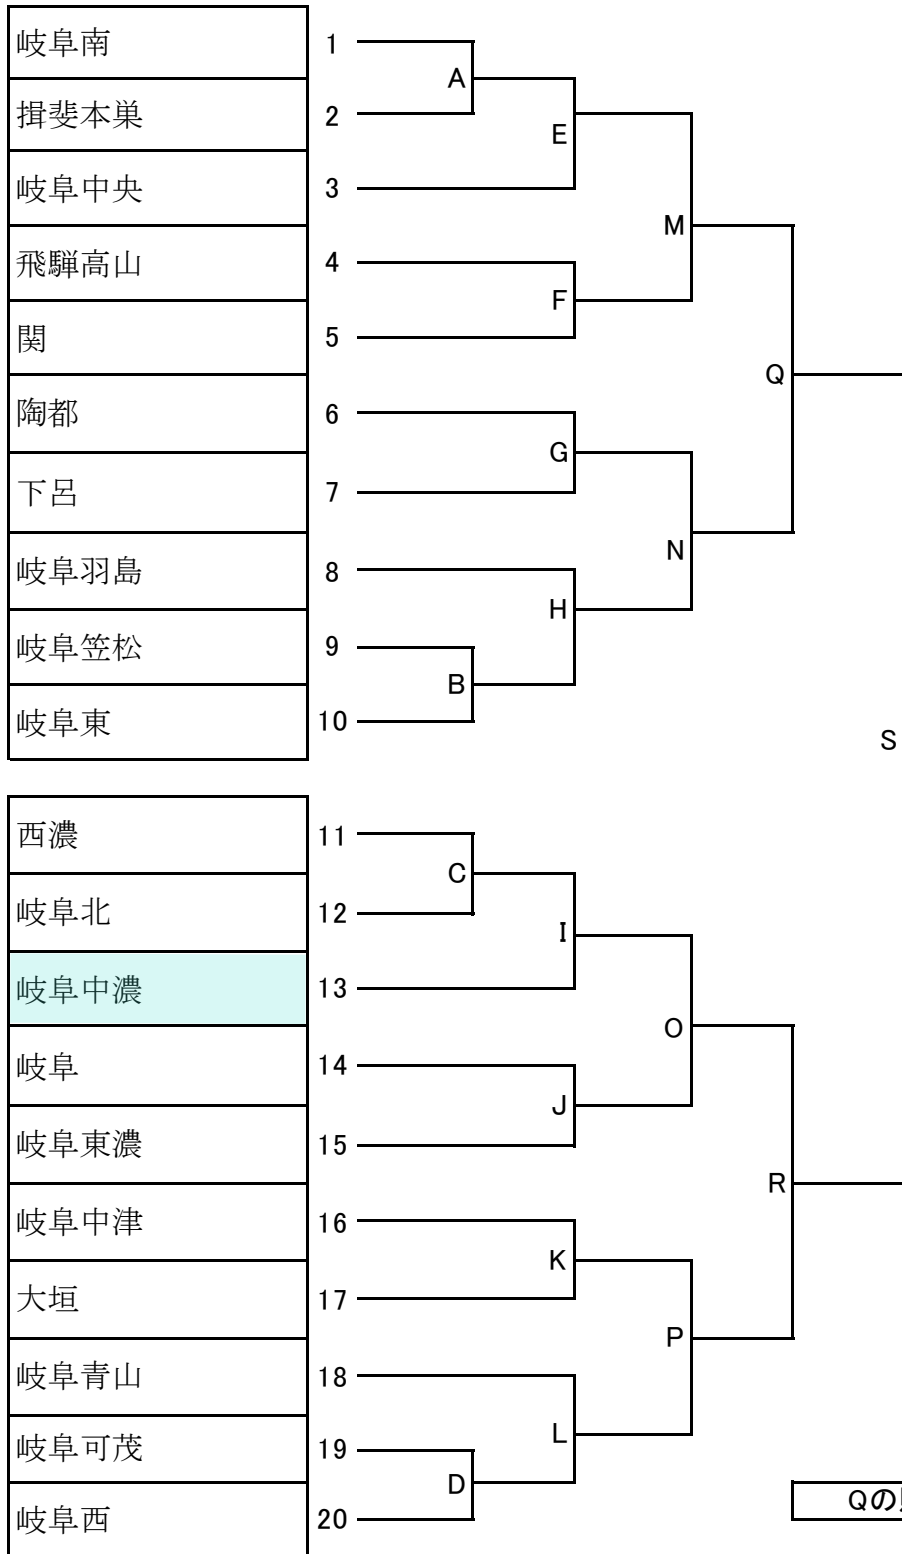 岐阜南 1
A
揖斐本巣 2
E
岐阜中央 3
M
飛騨高山 4
F
関 5
Q
陶都 6
G
下呂 7
N
岐阜羽島 8
H
岐阜笠松 9
B
岐阜東 10
S
西濃 11
C
岐阜北 12
I
岐阜中濃 13
O
岐阜 14
J
岐阜東濃 15
R
岐阜中津 16
K
大垣 17
P
岐阜青山 18
L
岐阜可茂 19
D
Qの
岐阜西 20